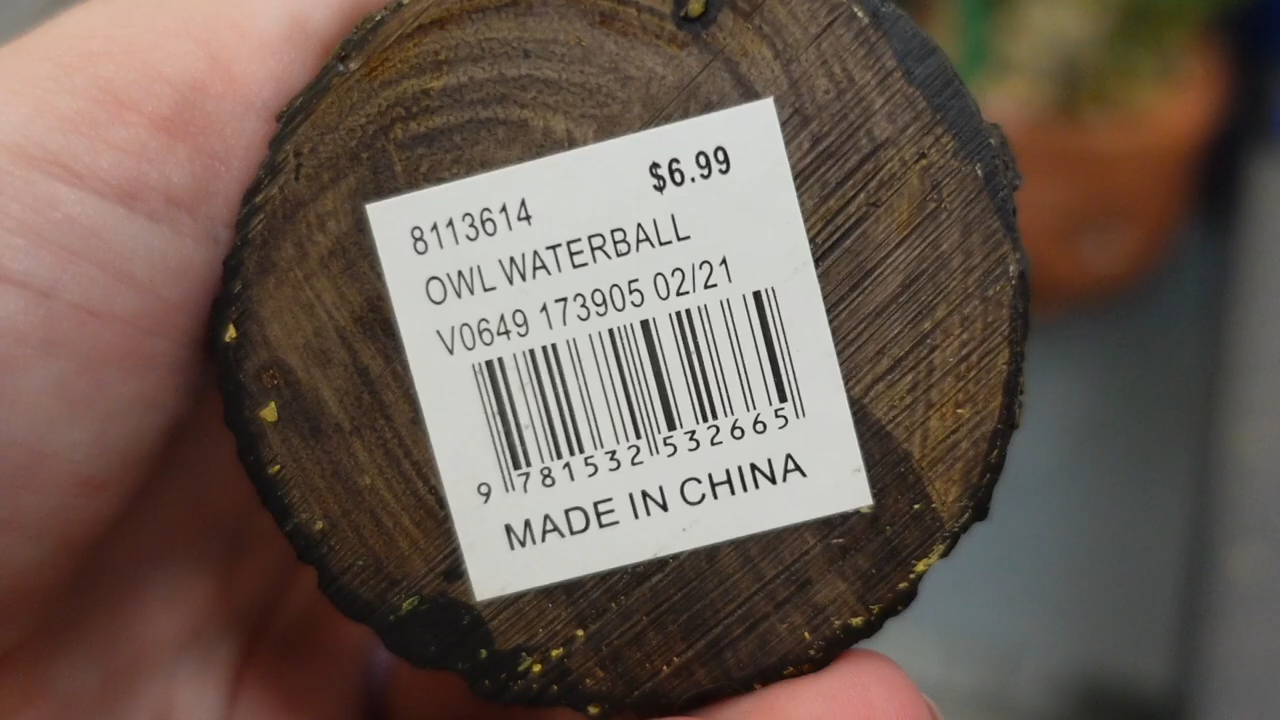 $6.99
8113614
OWL WATERBALL
V0649 173905 02/21
9 781532 532665
MADE IN CHINA